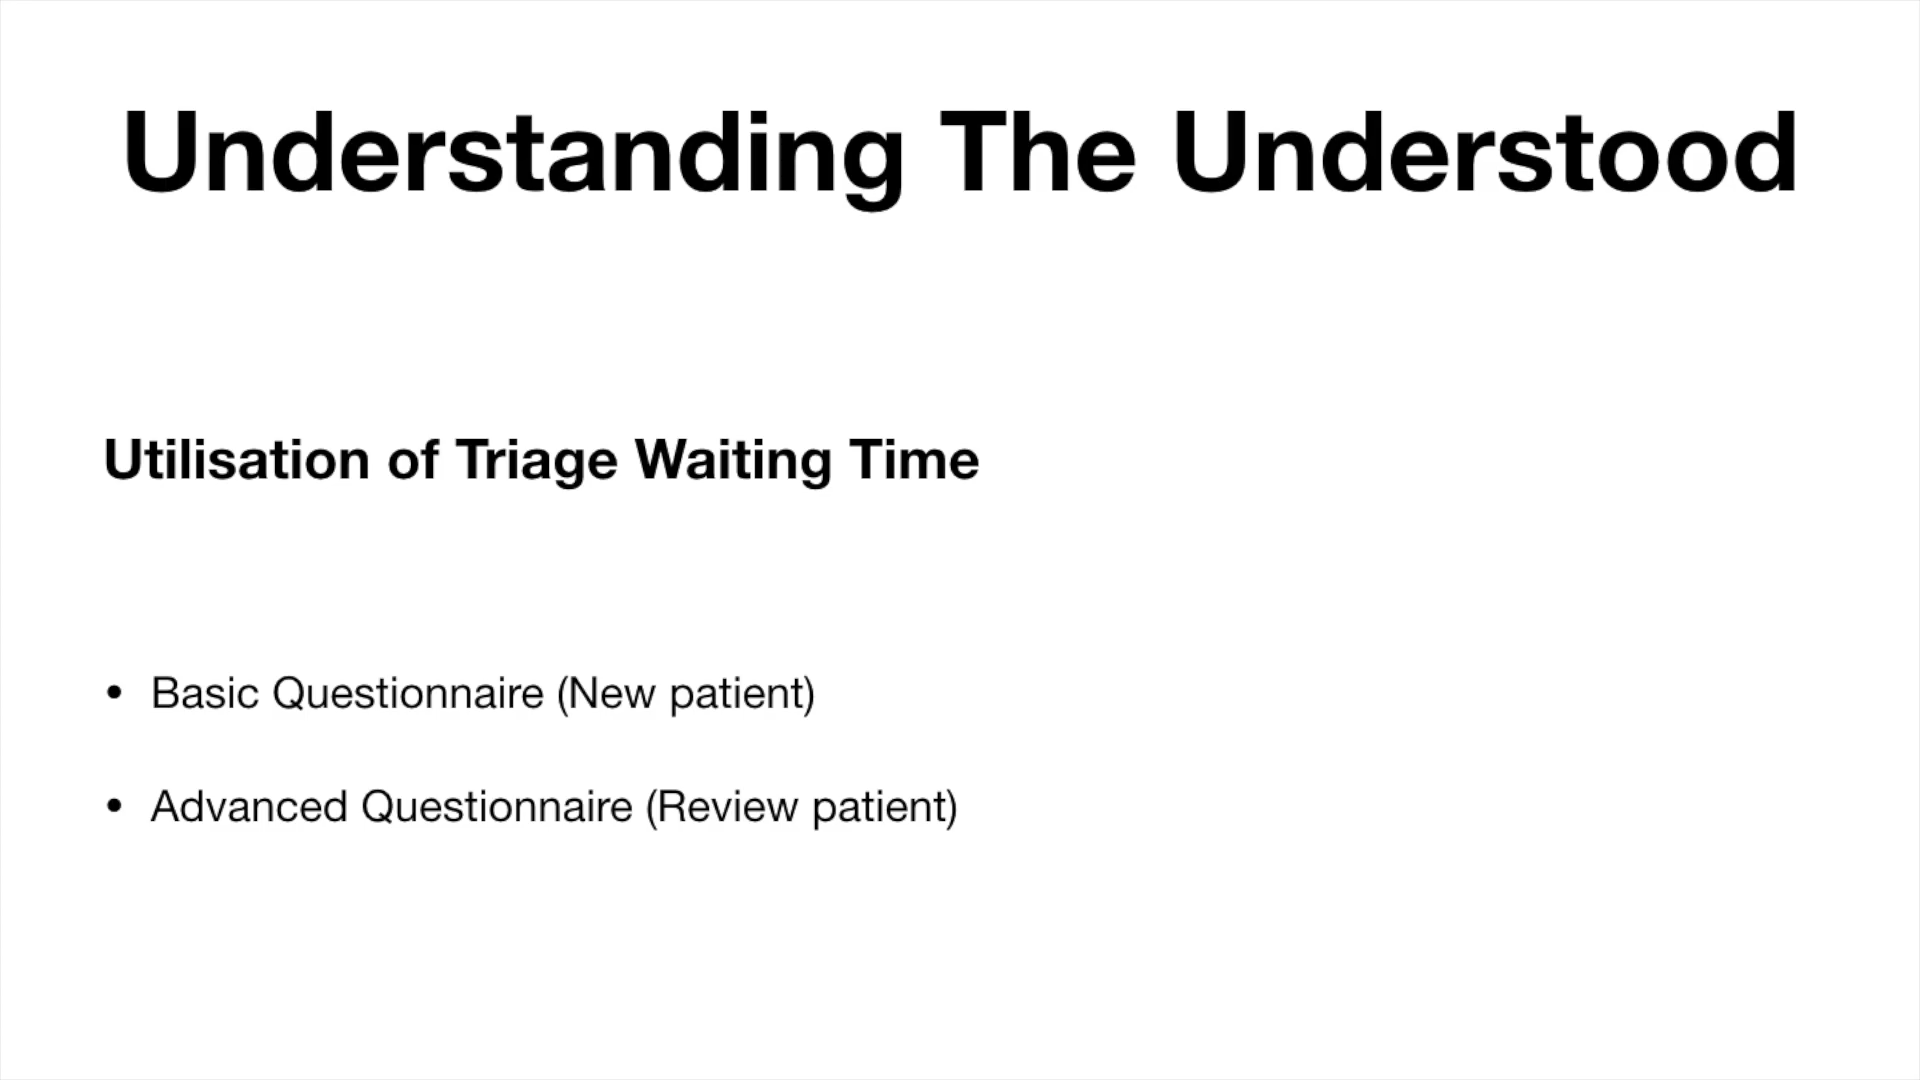 Understanding The Understood
Utilisation of Triage Waiting Time
• Basic Questionnaire (New patient)
• Advanced Questionnaire (Review patient)